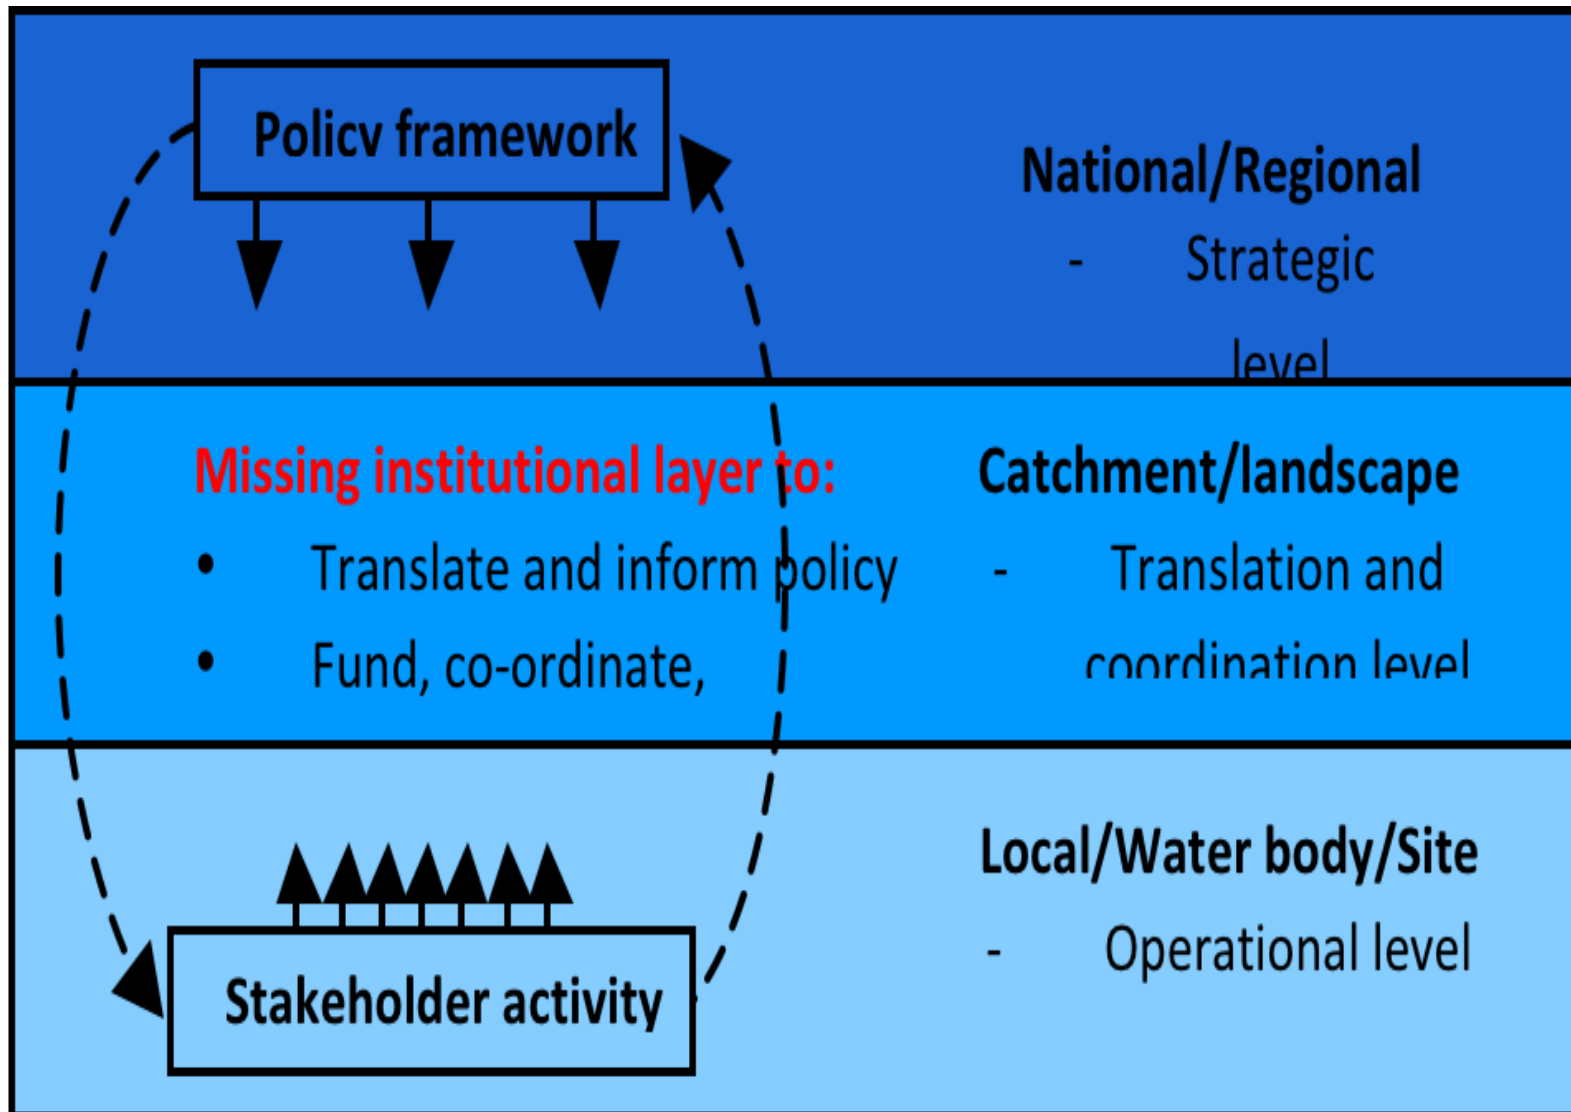 Policy framework
National/Regional
- Strategic
level
Missing institutional layer to:
• Translate and inform policy
• Fund, co-ordinate,
Catchment/landscape
- Translation and
coordination level
Local/Water body/Site
- Operational level
Stakeholder activity